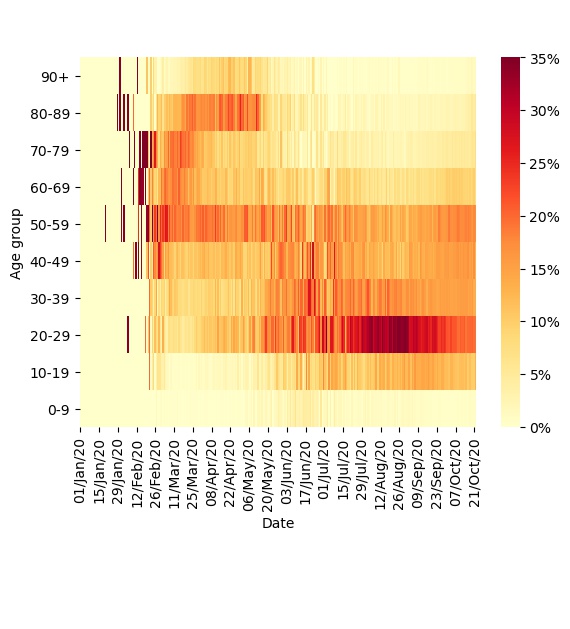 35%
30%
25%
20%
15%
10%
5%
0%
Age group
90+
80-89
70-79
60-69
50-59
40-49
30-39
20-29
10-19
0-9
01/Jan/20
15/Jan/20
29/Jan/20
12/Feb/20
26/Feb/20
11/Mar/20
25/Mar/20
08/Apr/20
22/Apr/20
06/May/20
20/May/20
03/Jun/20
17/Jun/20
01/Jul/20
15/Jul/20
29/Jul/20
12/Aug/20
26/Aug/20
09/Sep/20
23/Sep/20
07/Oct/20
21/Oct/20
Date